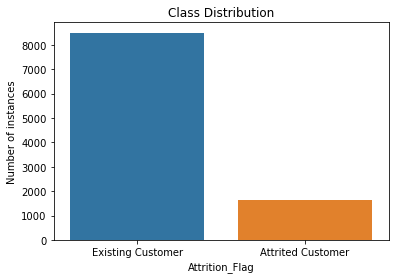 Class Distribution
Number of instances
8000
7000
6000
5000
4000
3000
2000
1000
0
Existing Customer
Attrited Customer
Attrition_Flag